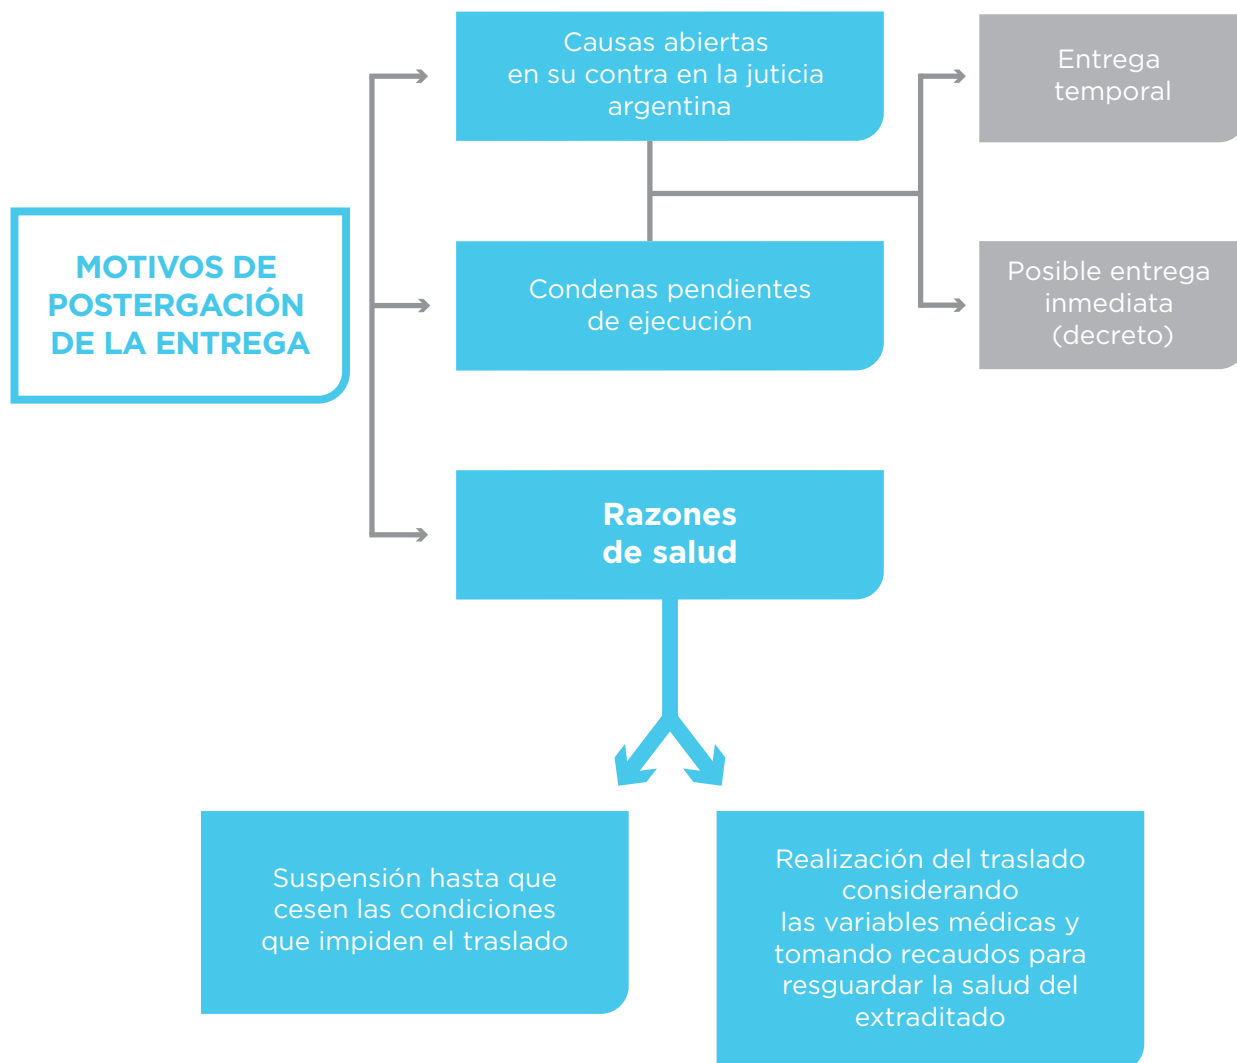 Causas abiertas
en su contra en la juticia
argentina
Entrega
temporal
MOTIVOS DE
POSTERGACIÓN
DE LA ENTREGA
Condenas pendientes
de ejecución
Posible entrega
inmediata
(decreto)
Razones
de salud
Suspensión hasta que
cesen las condiciones
que impiden el traslado
Realización del traslado
considerando
las variables médicas y
tomando recaudos para
resguardar la salud del
extraditado